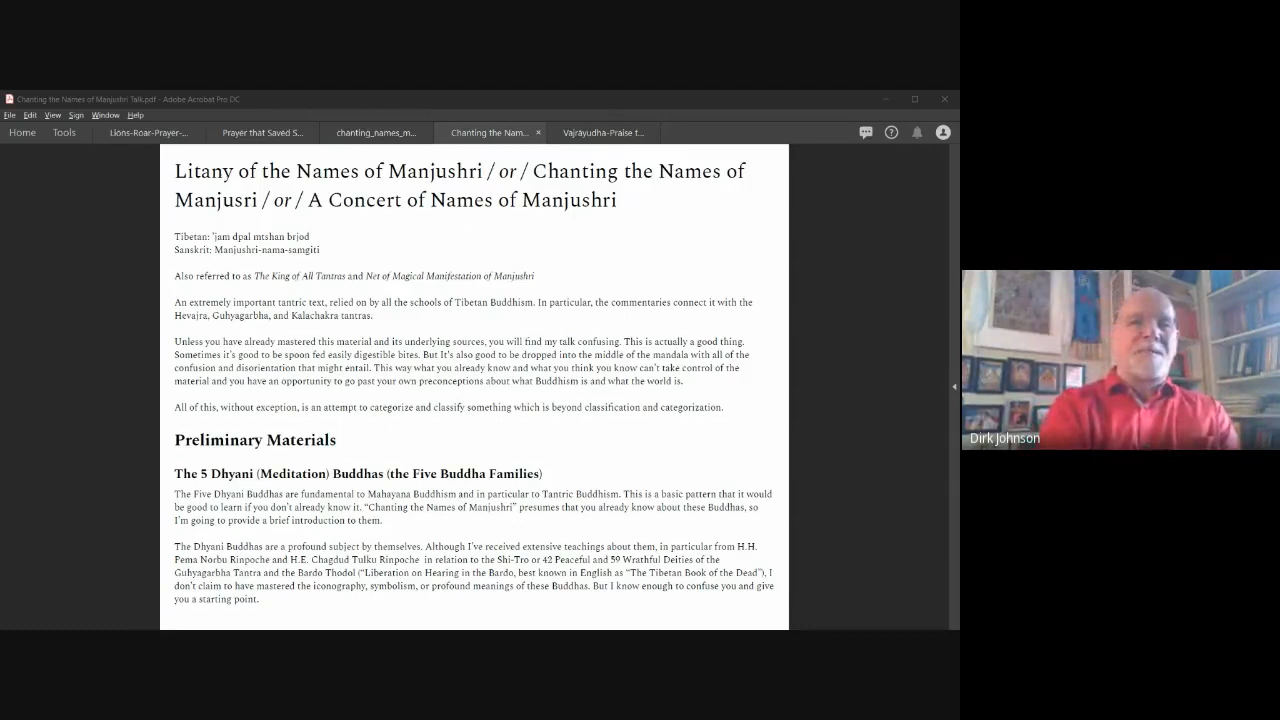 Chanting the Names of Manjushri Talk.pdf - Adobe Acrobat Pro DC
File Edit View Sign Window Help
Home Tools Lions-Roar-Prayer-... Prayer that Saved S... chanting_names_m... Chanting the Nam... × Vajrāyudha-Praise t...
Litany of the Names of Manjushri / or / Chanting the Names of
Manjusri / or / A Concert of Names of Manjushri
Tibetan: 'jam dpal mtshan brjod
Sanskrit: Manjushri-nama-samgiti
Also referred to as The King of All Tantras and Net of Magical Manifestation of Manjushri
An extremely important tantric text, relied on by all the schools of Tibetan Buddhism. In particular, the commentaries connect it with the
Hevajra, Guhyagarbha, and Kalachakra tantras.
Unless you have already mastered this material and its underlying sources, you will find my talk confusing. This is actually a good thing.
Sometimes it's good to be spoon fed easily digestible bites. But It's also good to be dropped into the middle of the mandala with all of the
confusion and disorientation that might entail. This way what you already know and what you think you know can't take control of the
material and you have an opportunity to go past your own preconceptions about what Buddhism is and what the world is.
All of this, without exception, is an attempt to categorize and classify something which is beyond classification and categorization.
Preliminary Materials
The 5 Dhyani (Meditation) Buddhas (the Five Buddha Families)
The Five Dhyani Buddhas are fundamental to Mahayana Buddhism and in particular to Tantric Buddhism. This is a basic pattern that it would
be good to learn if you don't already know it. "Chanting the Names of Manjushri" presumes that you already know about these Buddhas, so
I'm going to provide a brief introduction to them.
The Dhyani Buddhas are a profound subject by themselves. Although I've received extensive teachings about them, in particular from H.H.
Pema Norbu Rinpoche and H.E. Chagdud Tulku Rinpoche in relation to the Shi-Tro or 42 Peaceful and 59 Wrathful Deities of the
Guhyagarbha Tantra and the Bardo Thodol ("Liberation on Hearing in the Bardo, best known in English as "The Tibetan Book of the Dead"), I
don't claim to have mastered the iconography, symbolism, or profound meanings of these Buddhas. But I know enough to confuse you and give
you a starting point.
Dirk Johnson